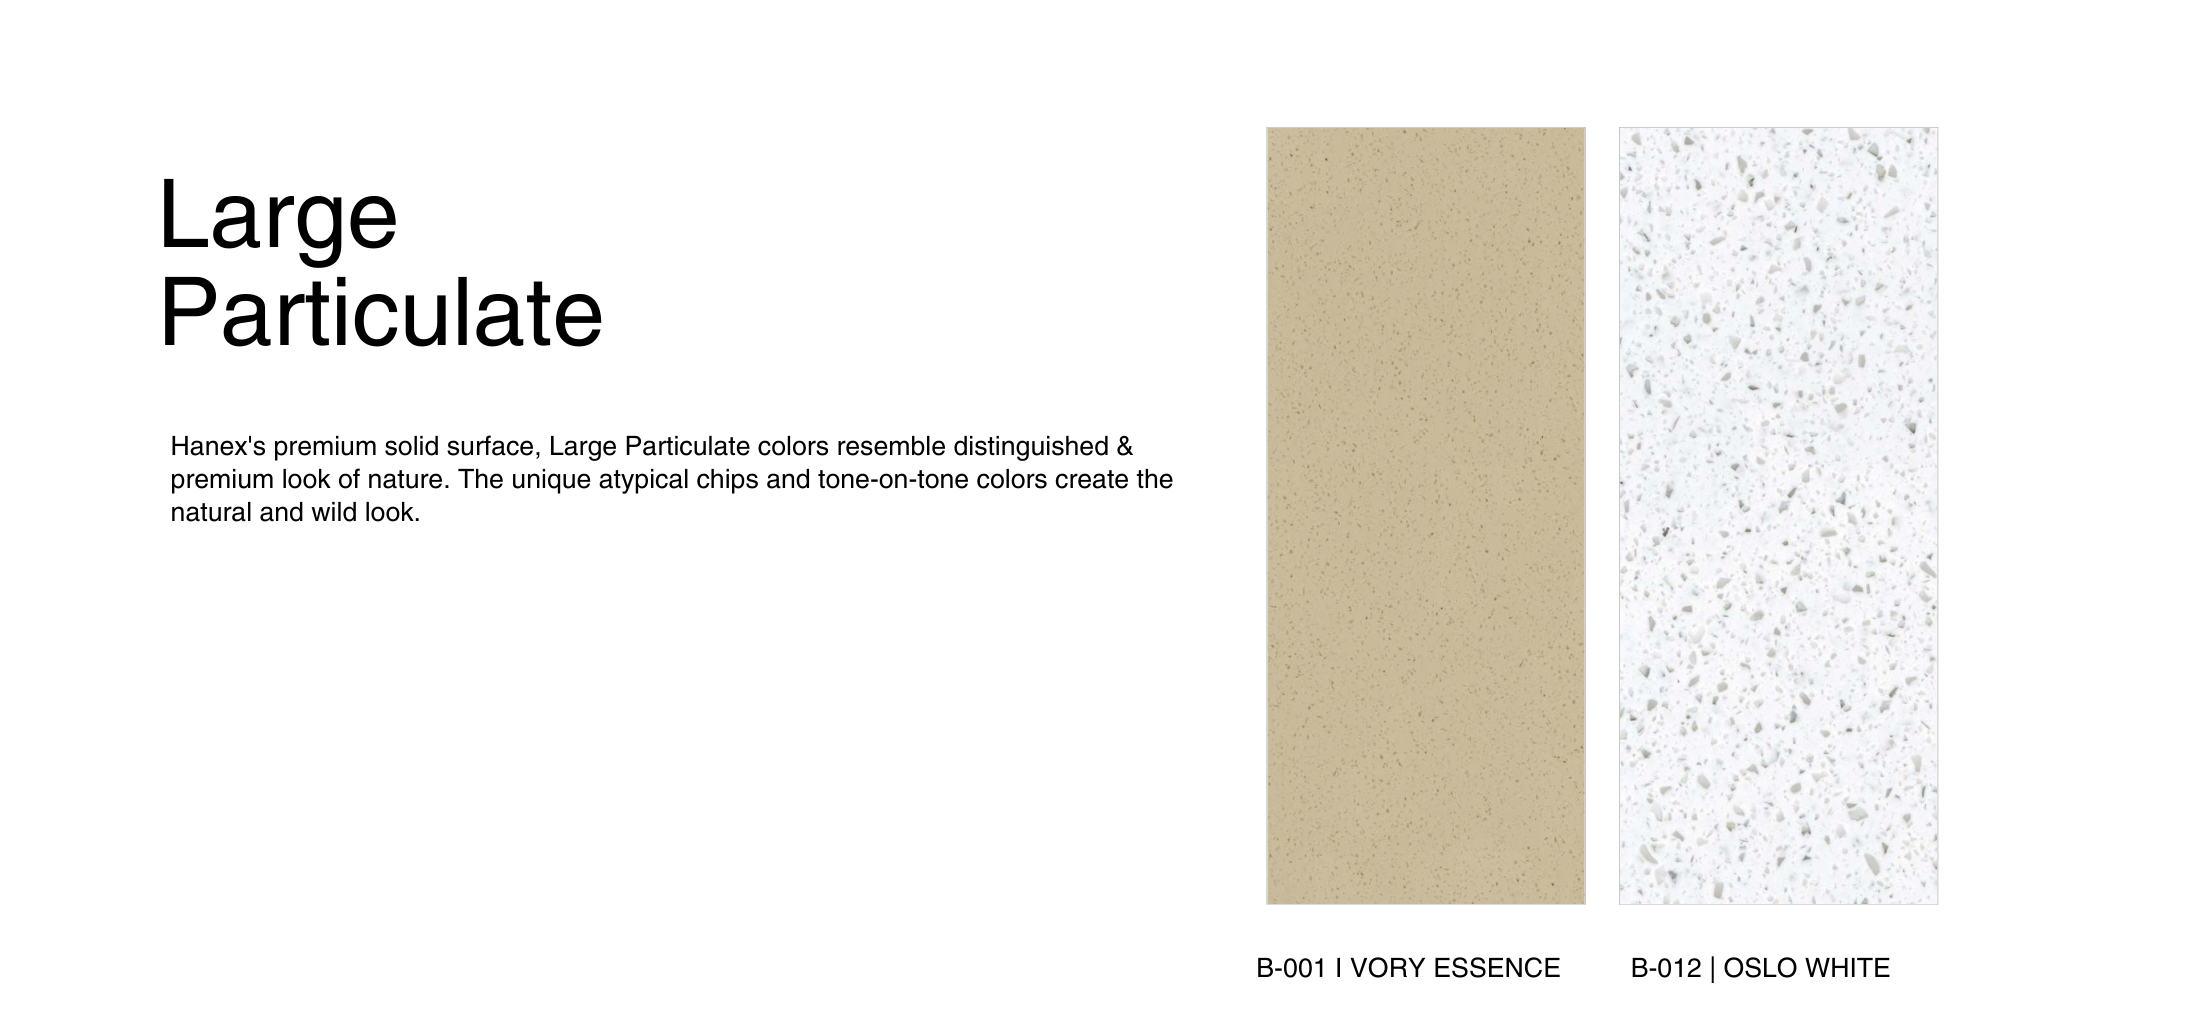 Large
Particulate
Hanex's premium solid surface, Large Particulate colors resemble distinguished &
premium look of nature. The unique atypical chips and tone-on-tone colors create the
natural and wild look.
B-001 I VORY ESSENCE
B-012 | OSLO WHITE